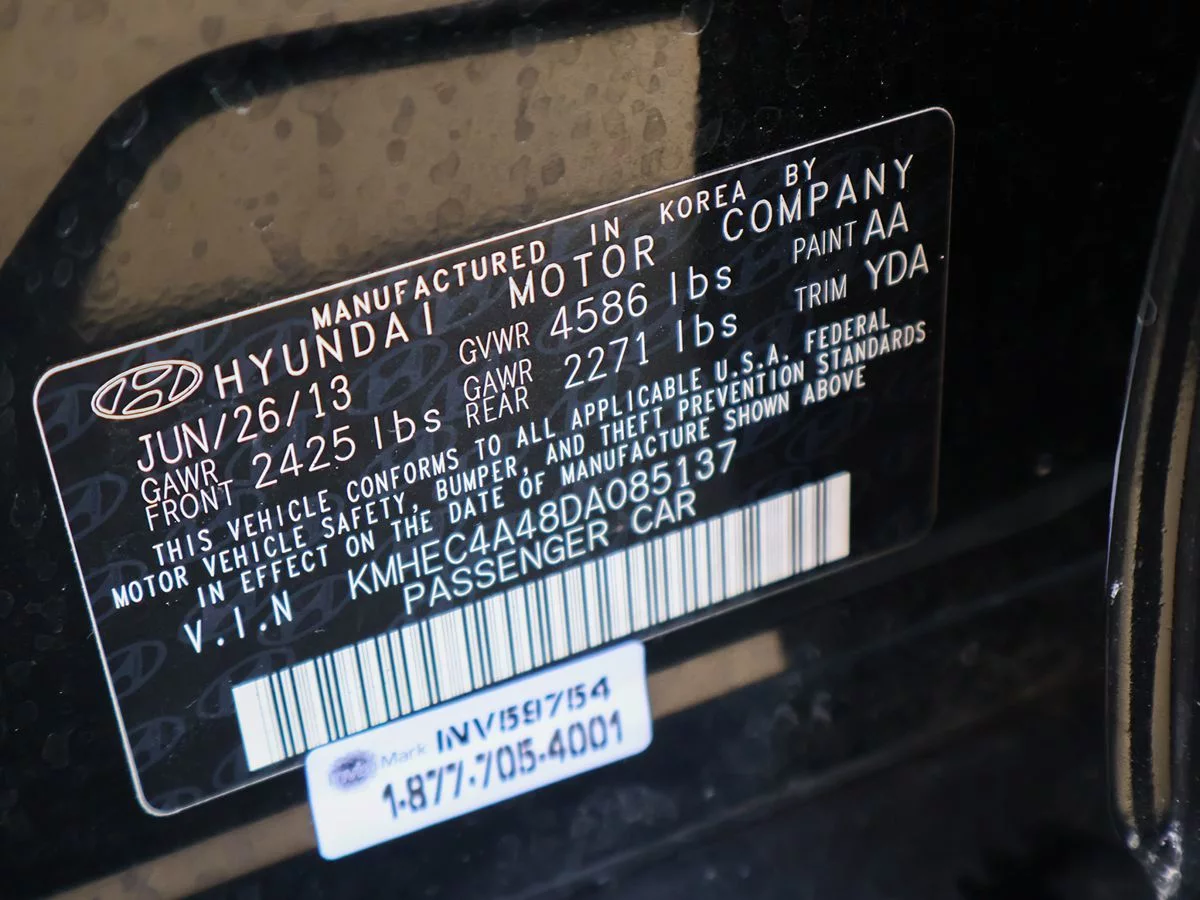 MANUFACTURED IN KOREA BY
HYUNDAI MOTOR COMPANY
JUN/26/13 GVWR 4586 lbs PAINT AA
GAWR FRONT 2425 lbs GAWR REAR 2271 lbs TRIM YDA
THIS VEHICLE CONFORMS TO ALL APPLICABLE U.S.A. FEDERAL
MOTOR VEHICLE SAFETY, BUMPER, AND THEFT PREVENTION STANDARDS
IN EFFECT ON THE DATE OF MANUFACTURE SHOWN ABOVE
V.I.N KMHEC4A48DA085137
PASSENGER CAR
Mark
1-877-705-4001